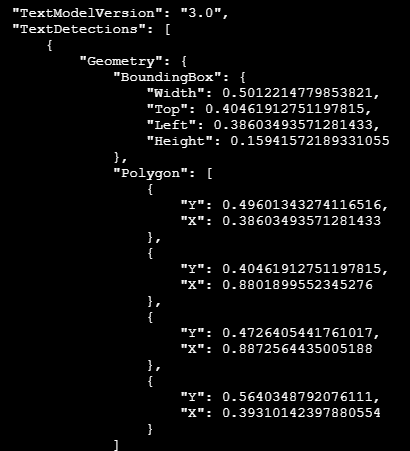 "TextModelVersion": "3.0",
"TextDetections": [
{
"Geometry": {
"BoundingBox": {
"Width": 0.5012214779853821,
"Top": 0.40461912751197815,
"Left": 0.38603493571281433,
"Height": 0.15941572189331055
},
"Polygon": [
{
"Y": 0.49601343274116516,
"X": 0.38603493571281433
},
{
"Y": 0.40461912751197815,
"X": 0.8801899552345276
},
{
"Y": 0.4726405441761017,
"X": 0.8872564435005188
},
{
"Y": 0.5640348792076111,
"X": 0.39310142397880554
}
]